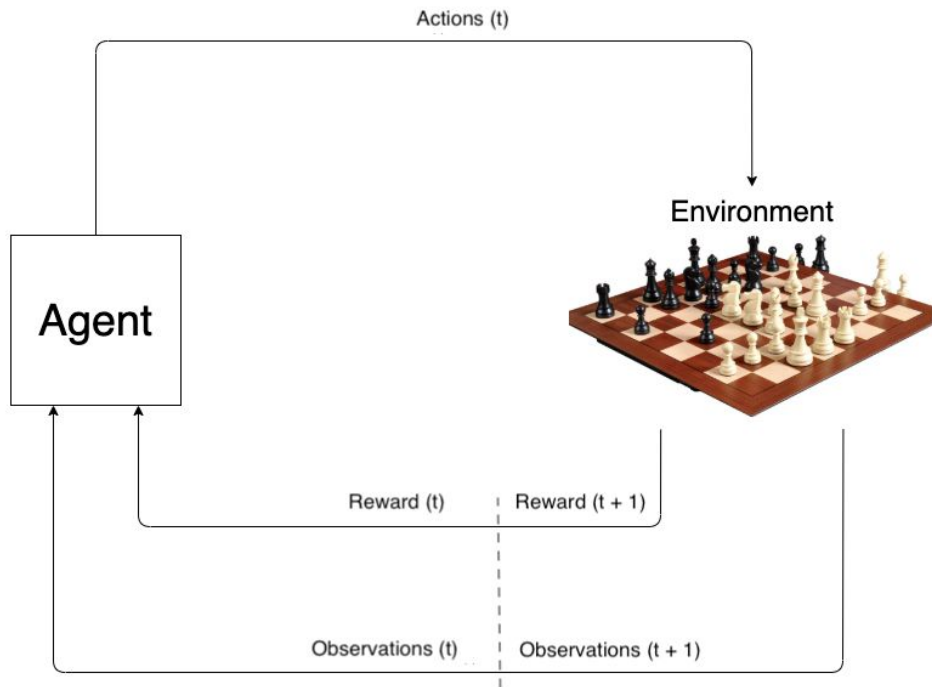 Actions (t)
Environment
Agent
Reward (t)
Reward (t + 1)
Observations (t)
Observations (t + 1)